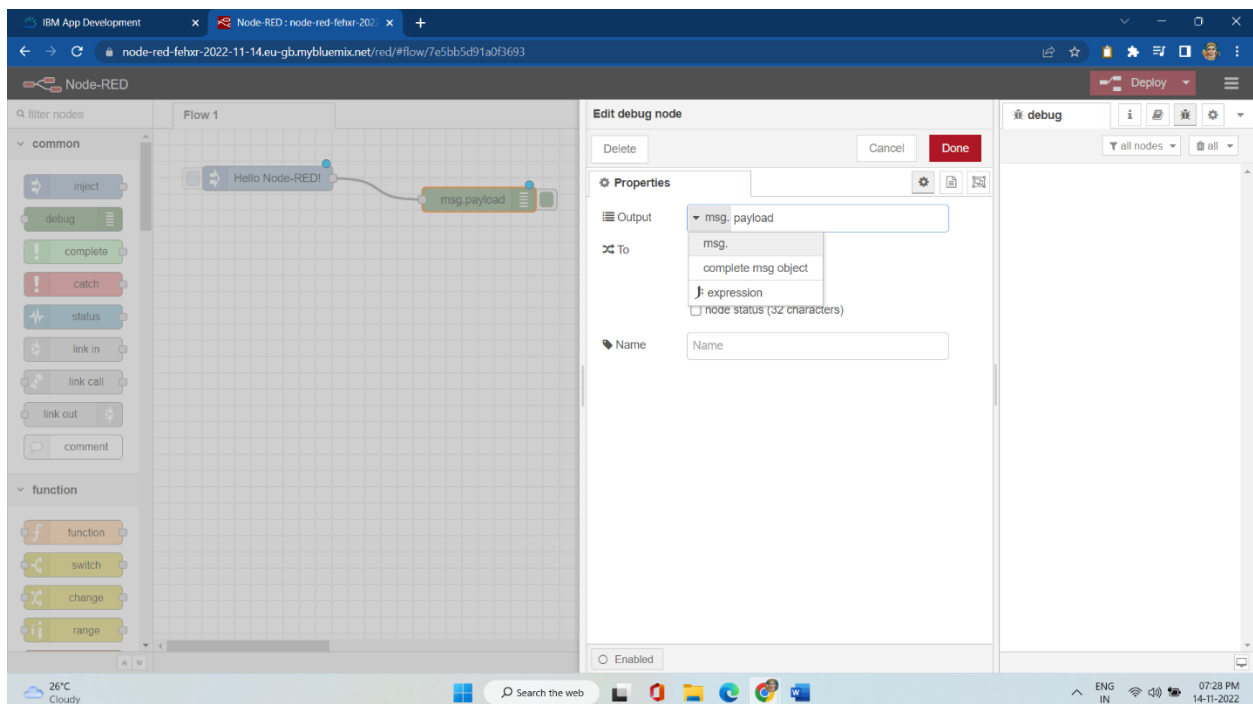 IBM App Development
Node-RED : node-red-fehxr-202
node-red-fehxr-2022-11-14.eu-gb.mybluemix.net/red/#flow/7e5bb5d91a0f3693
Node-RED
Deploy
filter nodes
common
inject
debug
complete
catch
status
link in
link call
link out
comment
function
function
switch
change
range
Flow 1
Hello Node-RED!
msg.payload
Edit debug node
Delete
Cancel
Done
Properties
Output
msg. payload
msg.
complete msg object
expression
To
node status (32 characters)
Name
Name
Enabled
debug
i
all nodes
all
26°C
Cloudy
Search the web
ENG
IN
07:28 PM
14-11-2022